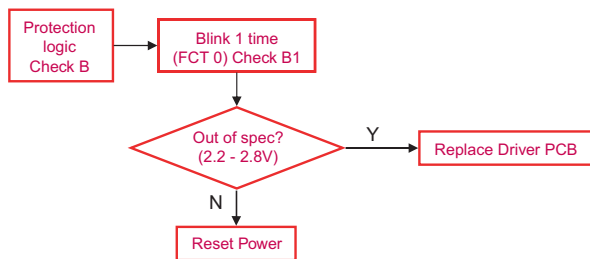 Protection
logic
Check B
Blink 1 time
(FCT 0) Check B1
Out of spec?
(2.2 - 2.8V)
Y
Replace Driver PCB
N
Reset Power